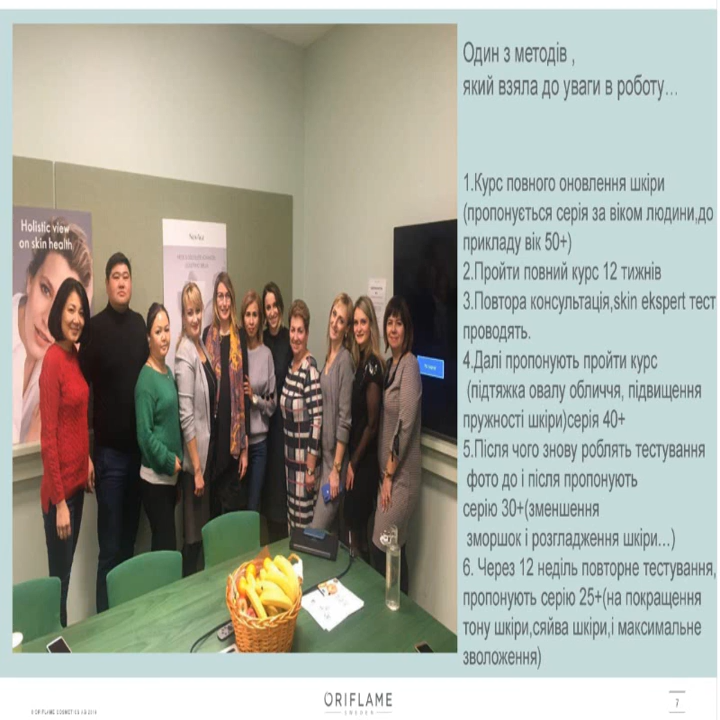 Один з методів ,
який взяла до уваги в роботу...
1.Курс повного оновлення шкіри
(пропонується серія за віком людини,до
прикладу вік 50+)
2.Пройти повний курс 12 тижнів
3.Повтора консультація,skin ekspert тест
проводять.
4.Далі пропонують пройти курс
(підтяжка овалу обличчя, підвищення
пружності шкіри)серія 40+
5.Після чого знову роблять тестування
фото до і після пропонують
серію 30+(зменшення
зморшок і розгладження шкіри...)
6. Через 12 неділь повторне тестування,
пропонують серію 25+(на покращення
тону шкіри,сяйва шкіри,і максимальне
зволоження)
Holistic view
on skin health
ORIFLAME
SWEDEN
7